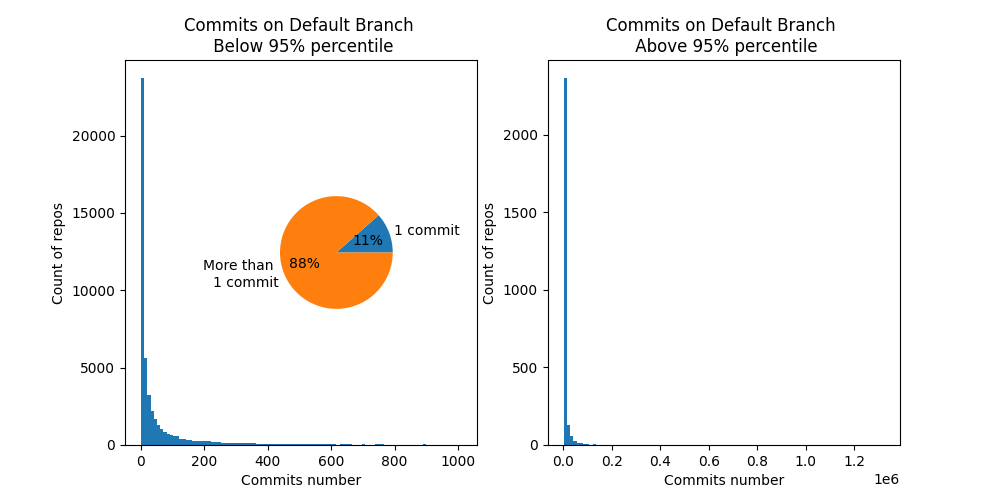 Commits on Default Branch
Below 95% percentile
Count of repos
20000
15000
10000
5000
0
0 200 400 600 800 1000
Commits number
1 commit
11%
88%
More than
1 commit
Commits on Default Branch
Above 95% percentile
Count of repos
2000
1500
1000
500
0
0.0 0.2 0.4 0.6 0.8 1.0 1.2
1e6
Commits number